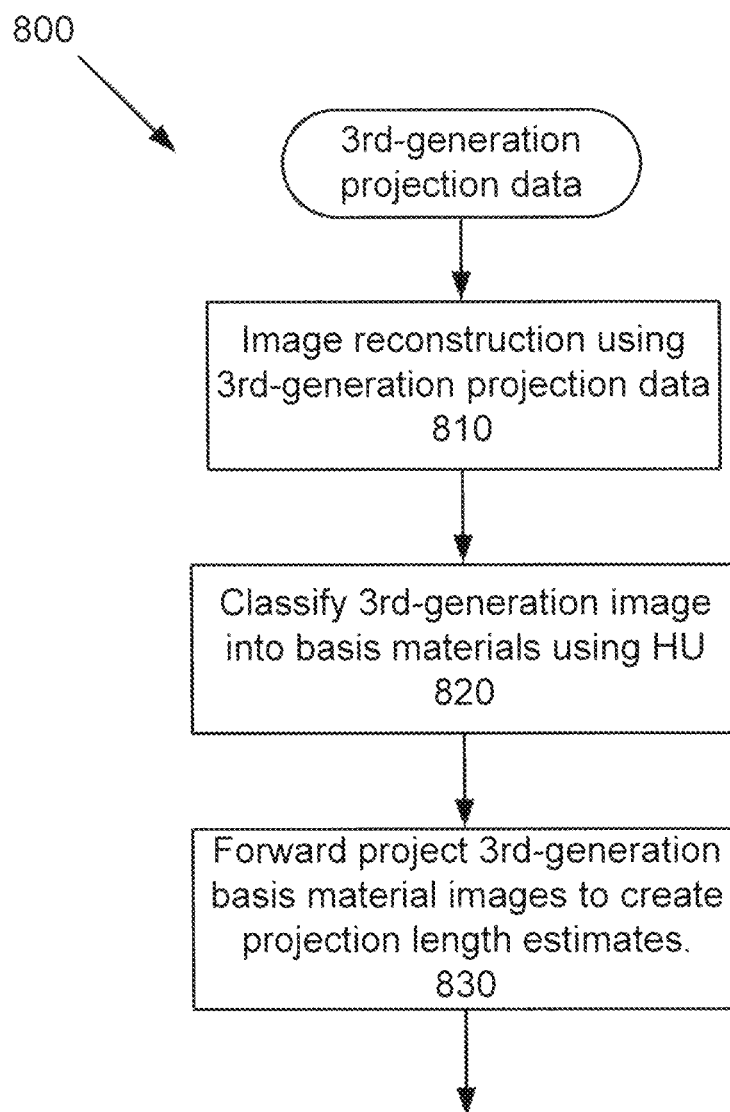 800
3rd-generation
projection data
Image reconstruction using
3rd-generation projection data
810
Classify 3rd-generation image
into basis materials using HU
820
Forward project 3rd-generation
basis material images to create
projection length estimates.
830